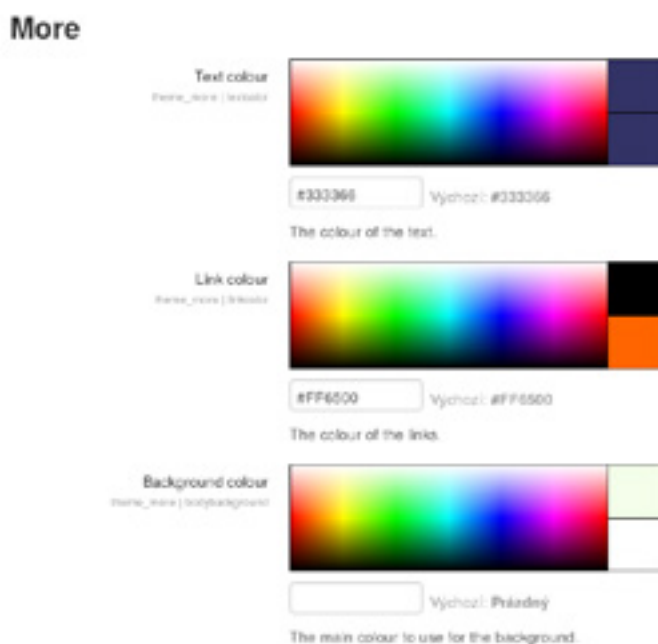 More
Text colour
theme_more | textcolor
#333366 Výchozí: #333366
The colour of the text.
Link colour
theme_more | linkcolor
#FF6500 Výchozí: #FF6500
The colour of the links.
Background colour
theme_more | bodybackground
Výchozí: Prázdný
The main colour to use for the background.